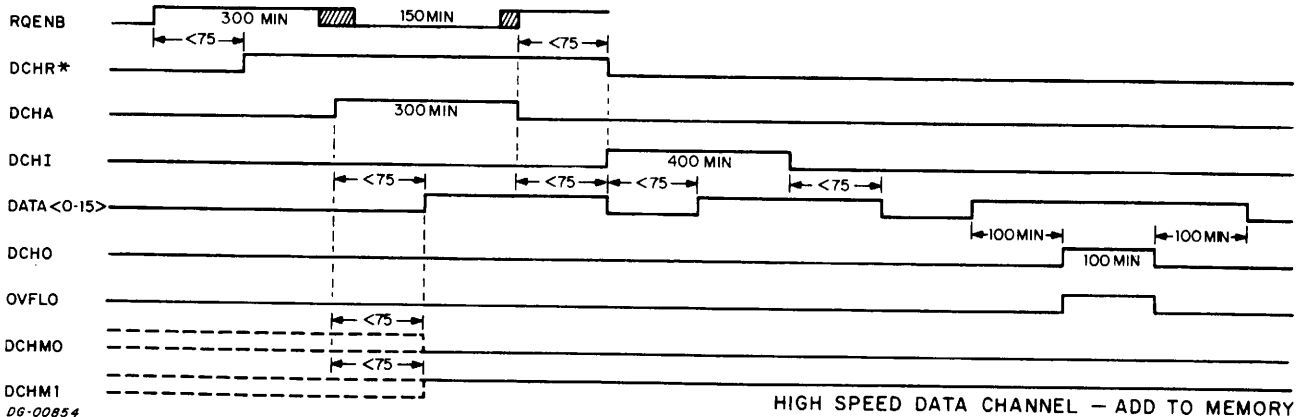 RQENB 300 MIN 150 MIN
<75 <75
DCHR*
DCHA 300 MIN
DCHI 400 MIN
<75 <75 <75 <75
DATA<0-15>
100 MIN 100 MIN
DCHO 100 MIN
OVFLO
<75
DCHMO
<75
DCHM1
DG-00854
HIGH SPEED DATA CHANNEL — ADD TO MEMORY